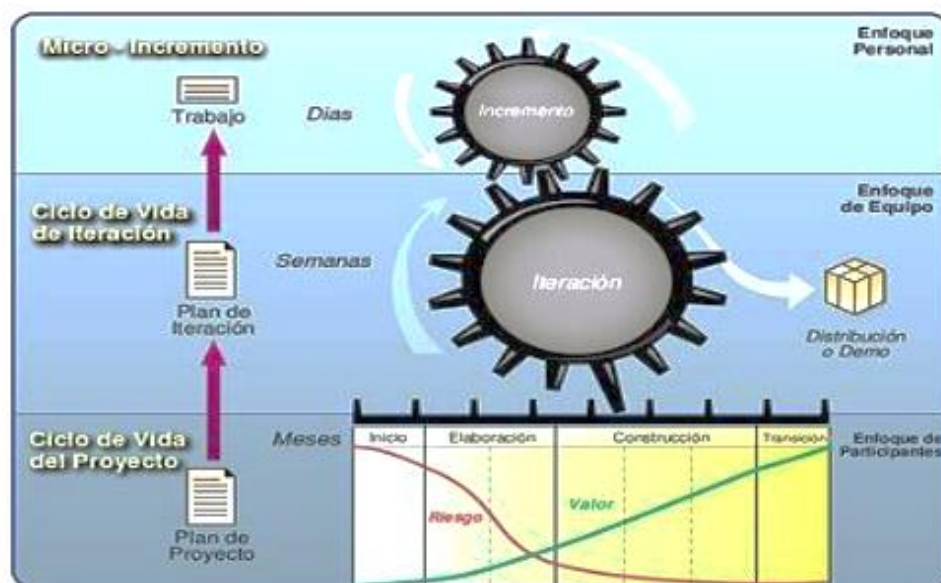 Micro - Incremento
Enfoque
Personal
Trabajo
Días
Incremento
Ciclo de Vida
de Iteración
Enfoque
de Equipo
Semanas
Plan de
Iteración
Iteración
Distribución
o Demo
Ciclo de Vida
del Proyecto
Meses
Inicio
Elaboración
Construcción
Transición
Enfoque de
Participantes
Riesgo
Valor
Plan de
Proyecto